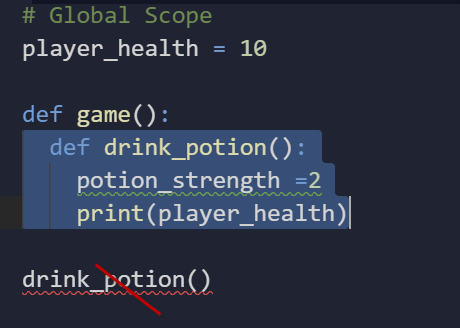 # Global Scope
player_health = 10
def game():
def drink_potion():
potion_strength =2
print(player_health)
drink_potion()